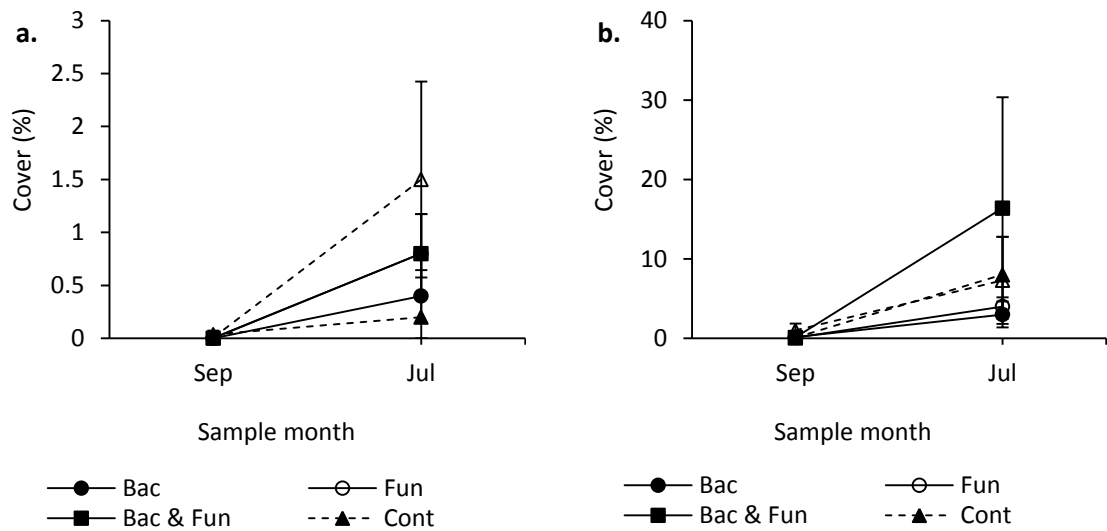 a.
Cover (%)
3
2.5
2
1.5
1
0.5
0
Sep Jul
Sample month
Bac Fun
Bac & Fun Cont
b.
Cover (%)
40
30
20
10
0
Sep Jul
Sample month
Bac Fun
Bac & Fun Cont